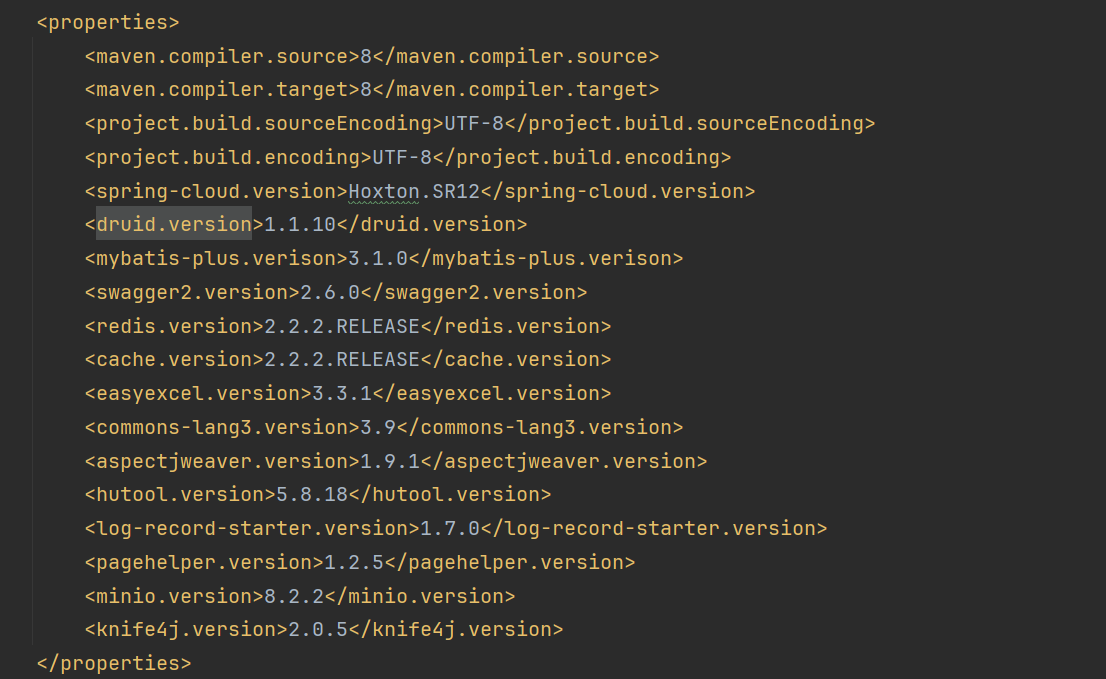 <properties>
<maven.compiler.source>8</maven.compiler.source>
<maven.compiler.target>8</maven.compiler.target>
<project.build.sourceEncoding>UTF-8</project.build.sourceEncoding>
<project.build.encoding>UTF-8</project.build.encoding>
<spring-cloud.version>Hoxton.SR12</spring-cloud.version>
<druid.version>1.1.10</druid.version>
<mybatis-plus.verison>3.1.0</mybatis-plus.verison>
<swagger2.version>2.6.0</swagger2.version>
<redis.version>2.2.2.RELEASE</redis.version>
<cache.version>2.2.2.RELEASE</cache.version>
<easyexcel.version>3.3.1</easyexcel.version>
<commons-lang3.version>3.9</commons-lang3.version>
<aspectjweaver.version>1.9.1</aspectjweaver.version>
<hutool.version>5.8.18</hutool.version>
<log-record-starter.version>1.7.0</log-record-starter.version>
<pagehelper.version>1.2.5</pagehelper.version>
<minio.version>8.2.2</minio.version>
<knife4j.version>2.0.5</knife4j.version>
</properties>